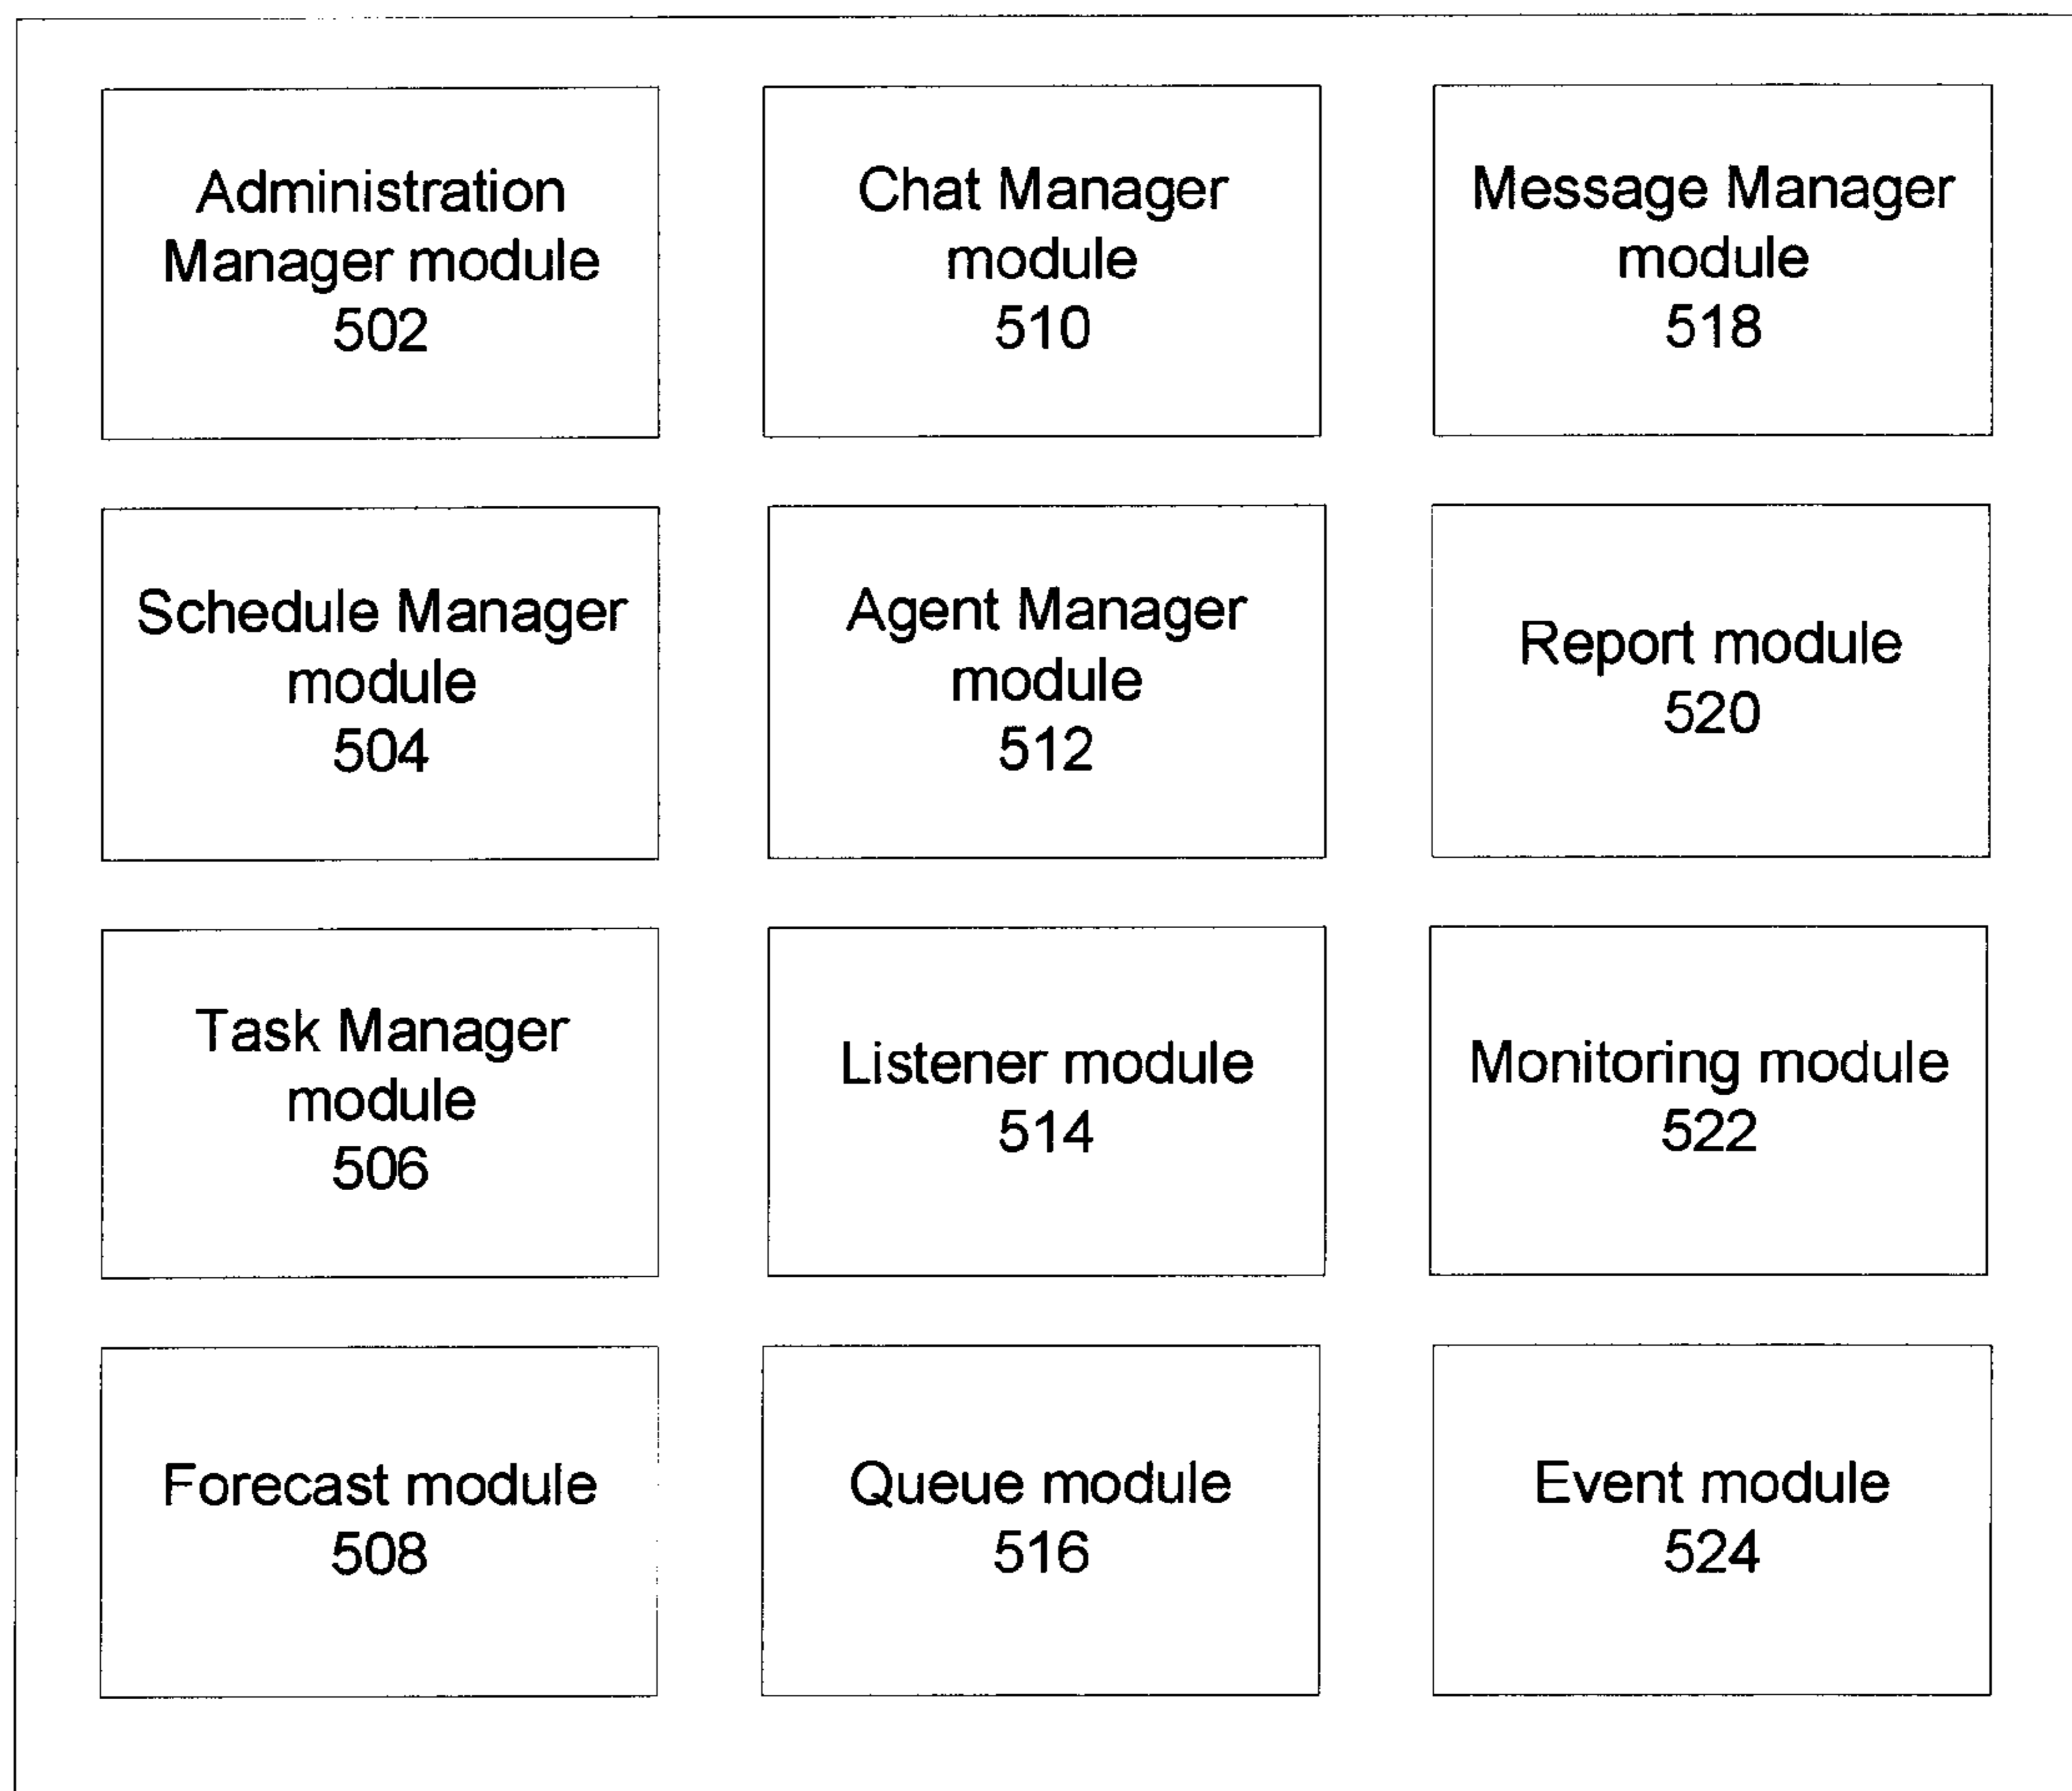 Administration
Manager module
502
Chat Manager
module
510
Message Manager
module
518
Schedule Manager
module
504
Agent Manager
module
512
Report module
520
Task Manager
module
506
Listener module
514
Monitoring module
522
Forecast module
508
Queue module
516
Event module
524